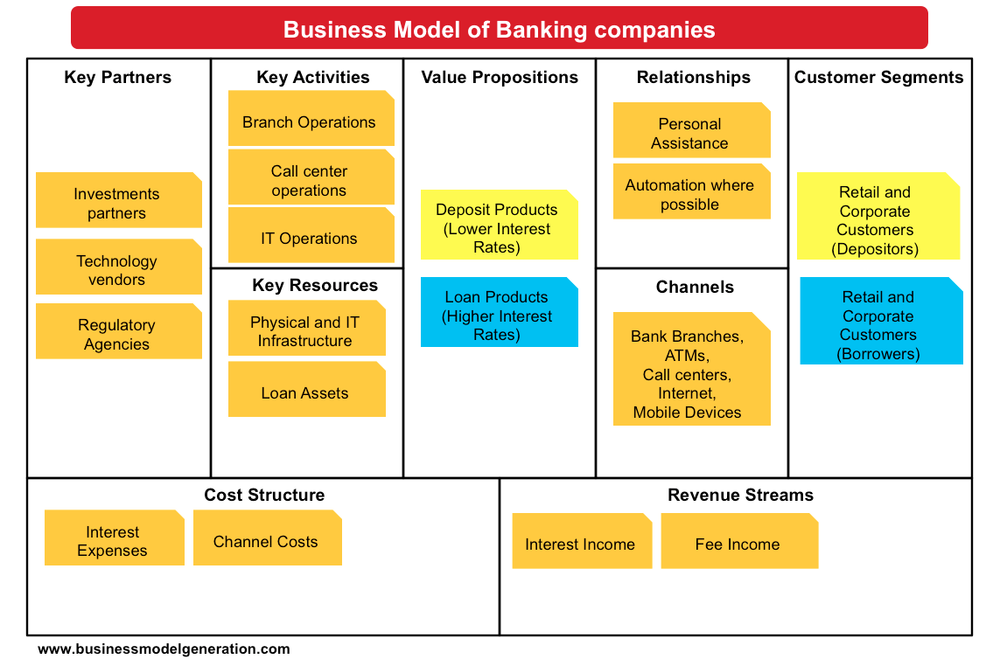 Business Model of Banking companies
Key Partners
Investments
partners
Technology
vendors
Regulatory
Agencies
Key Activities
Branch Operations
Call center
operations
IT Operations
Key Resources
Physical and IT
Infrastructure
Loan Assets
Value Propositions
Deposit Products
(Lower Interest
Rates)
Loan Products
(Higher Interest
Rates)
Relationships
Personal
Assistance
Automation where
possible
Channels
Bank Branches,
ATMs,
Call centers,
Internet,
Mobile Devices
Customer Segments
Retail and
Corporate
Customers
(Depositors)
Retail and
Corporate
Customers
(Borrowers)
Cost Structure
Interest
Expenses
Channel Costs
Revenue Streams
Interest Income
Fee Income
www.businessmodelgeneration.com